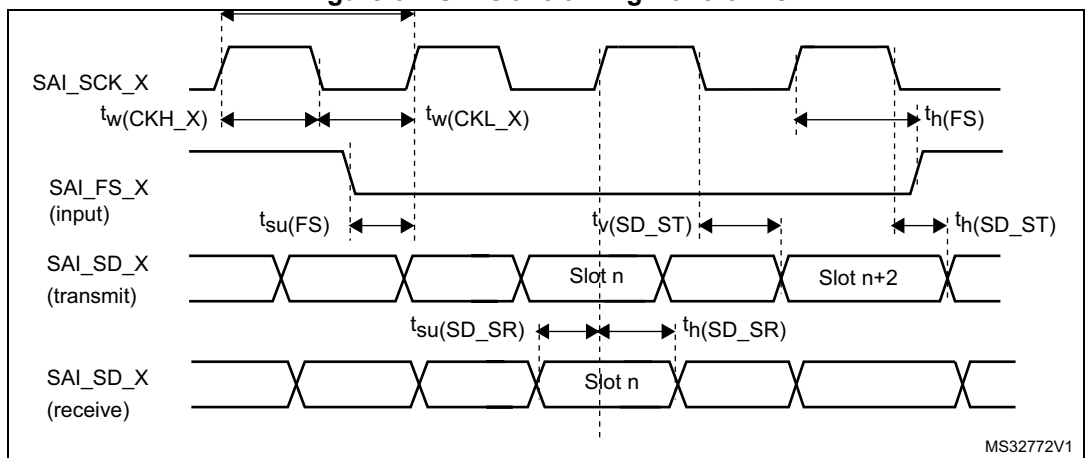 SAI_SCK_X
tw(CKH_X)
tw(CKL_X)
th(FS)
SAI_FS_X
(input)
tsu(FS)
tv(SD_ST)
th(SD_ST)
SAI_SD_X
(transmit)
Slot n
Slot n+2
tsu(SD_SR)
th(SD_SR)
SAI_SD_X
(receive)
Slot n
MS32772V1